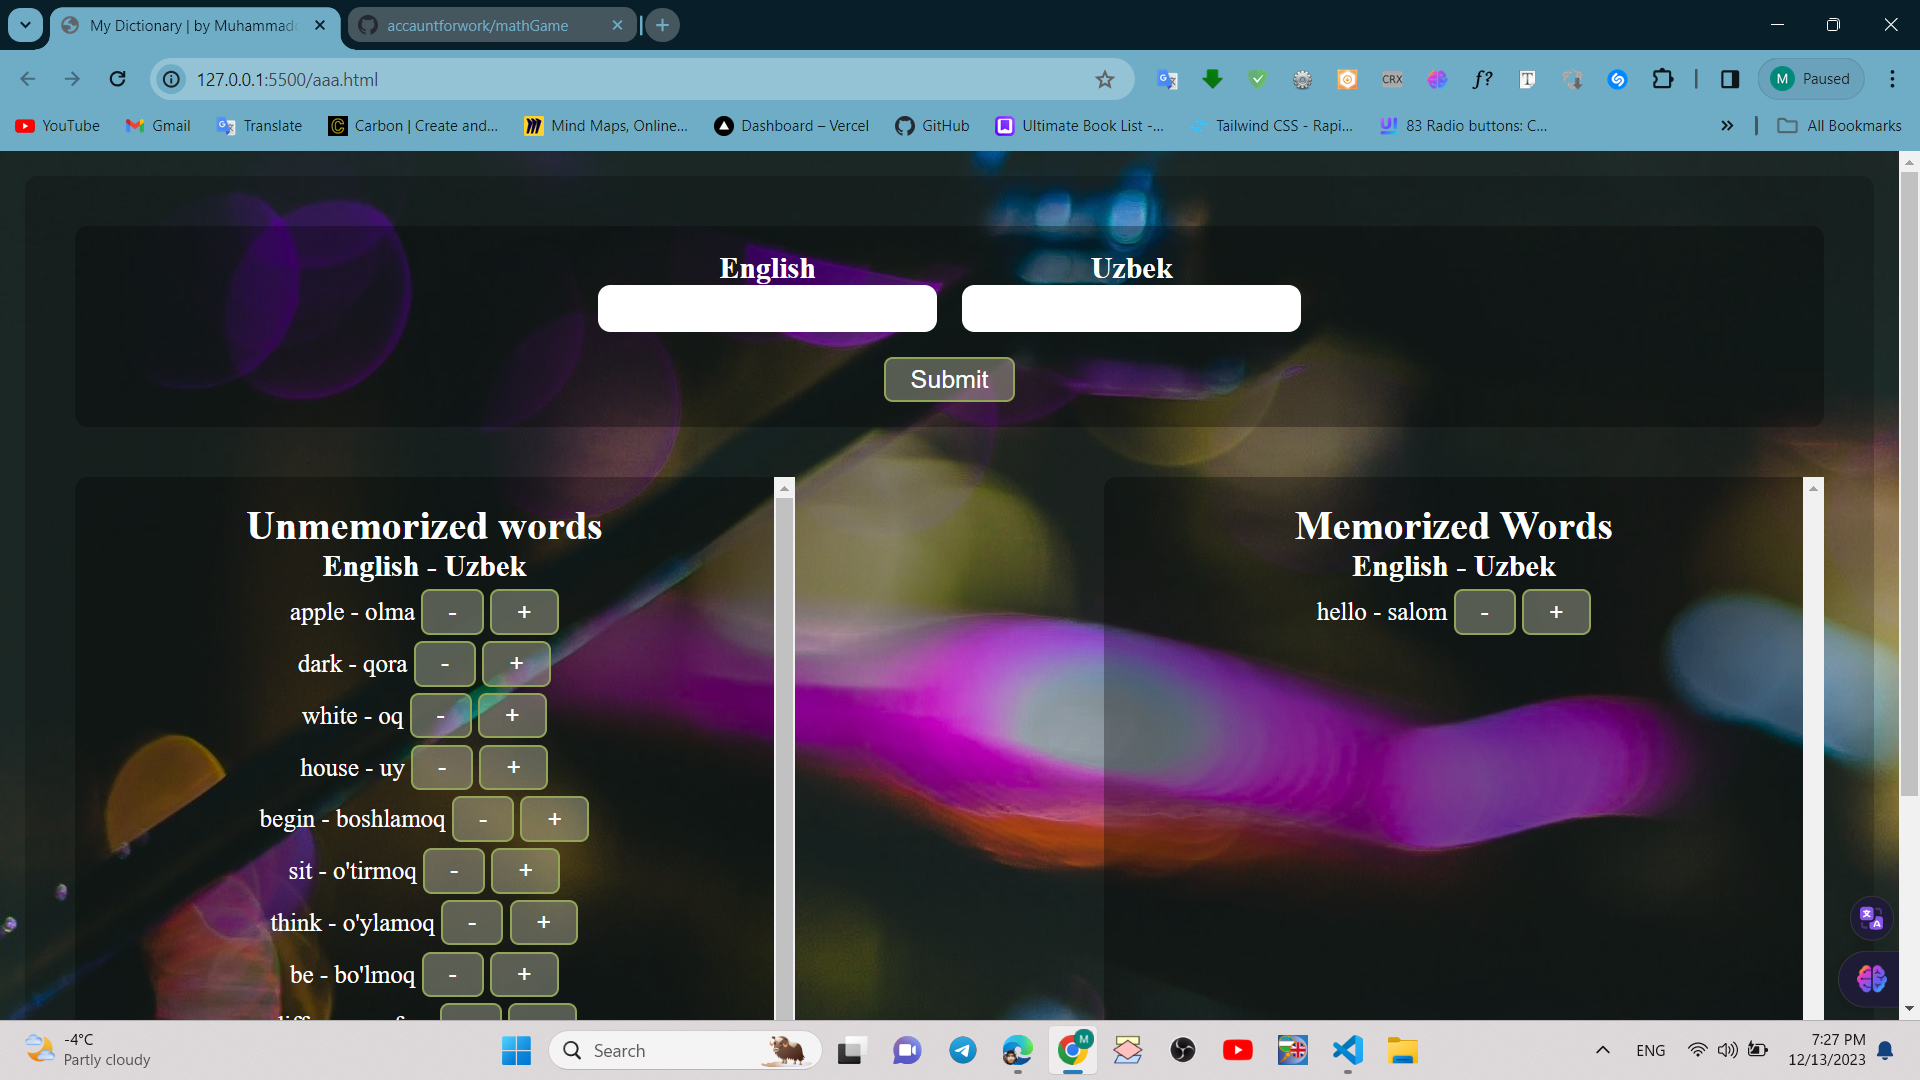 My Dictionary | by Muhammad
accauntforwork/mathGame
127.0.0.1:5500/aaa.html
CRX
f?
T
M Paused
YouTube
Gmail
Translate
Carbon | Create and...
Mind Maps, Online...
Dashboard – Vercel
GitHub
Ultimate Book List -...
Tailwind CSS - Rapi...
83 Radio buttons: C...
All Bookmarks
English
Uzbek
Submit
Unmemorized words
English - Uzbek
apple - olma - +
dark - qora - +
white - oq - +
house - uy - +
begin - boshlamoq - +
sit - o'tirmoq - +
think - o'ylamoq - +
be - bo'lmoq - +
Memorized Words
English - Uzbek
hello - salom - +
-4°C
Partly cloudy
Search
M
ENG
7:27 PM
12/13/2023